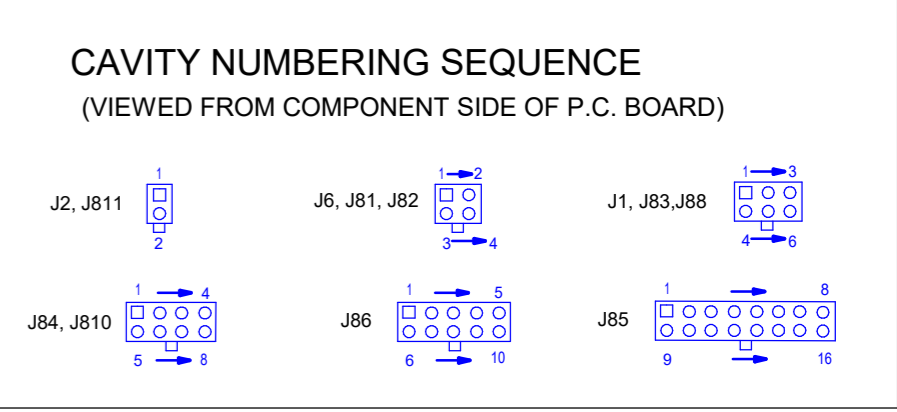 CAVITY NUMBERING SEQUENCE
(VIEWED FROM COMPONENT SIDE OF P.C. BOARD)
1
J2, J811
2
1 2
J6, J81, J82
3 4
1 3
J1, J83,J88
4 6
1 4
J84, J810
5 8
1 5
J86
6 10
1 8
J85
9 16